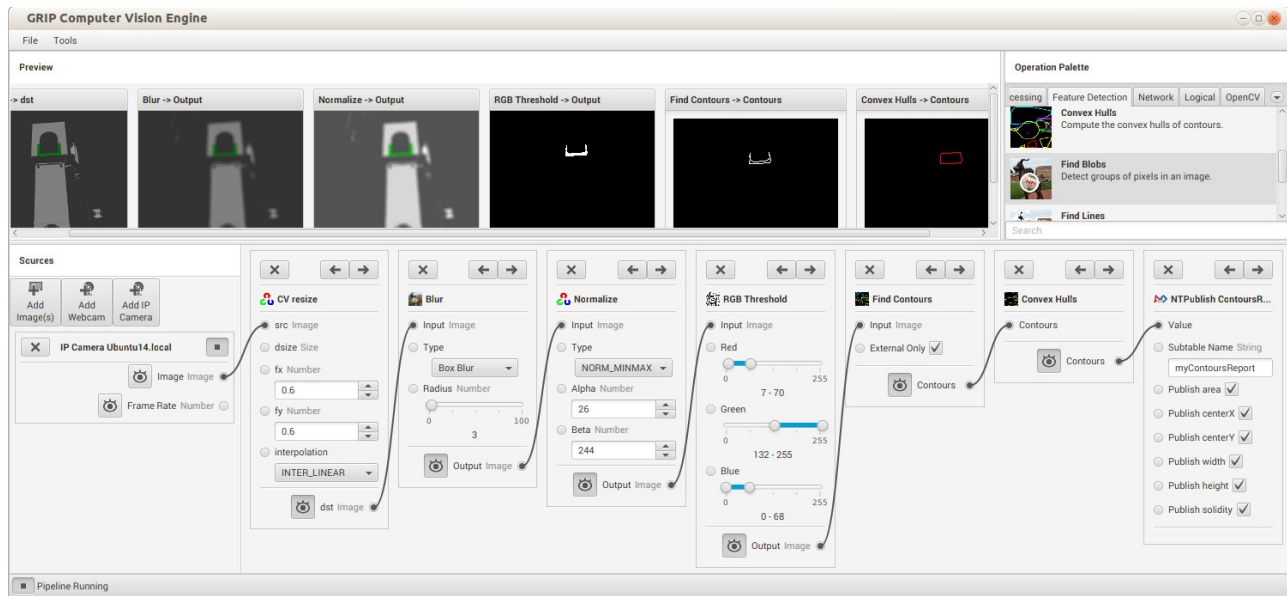 GRIP Computer Vision Engine
File Tools
Preview
-> dst
Blur -> Output
Normalize -> Output
RGB Threshold -> Output
Find Contours -> Contours
Convex Hulls -> Contours
Operation Palette
cessing Feature Detection Network Logical OpenCV
Convex Hulls
Compute the convex hulls of contours.
Find Blobs
Detect groups of pixels in an image.
Find Lines
Search
Sources
Add Image(s)
Add Webcam
Add IP Camera
IP Camera Ubuntu14.local
Image Image
Frame Rate Number
CV resize
src Image
dsize Size
fx Number
0.6
fy Number
0.6
interpolation
INTER_LINEAR
dst Image
Blur
Input Image
Type
Box Blur
Radius Number
0 100
3
Output Image
Normalize
Input Image
Type
NORM_MINMAX
Alpha Number
26
Beta Number
244
Output Image
RGB Threshold
Input Image
Red
0 255
7 - 70
Green
0 255
132 - 255
Blue
0 255
0 - 68
Output Image
Find Contours
Input Image
External Only
Contours
Convex Hulls
Contours
Contours
NTPublish ContoursR...
Value
Subtable Name String
myContoursReport
Publish area
Publish centerX
Publish centerY
Publish width
Publish height
Publish solidity
Pipeline Running